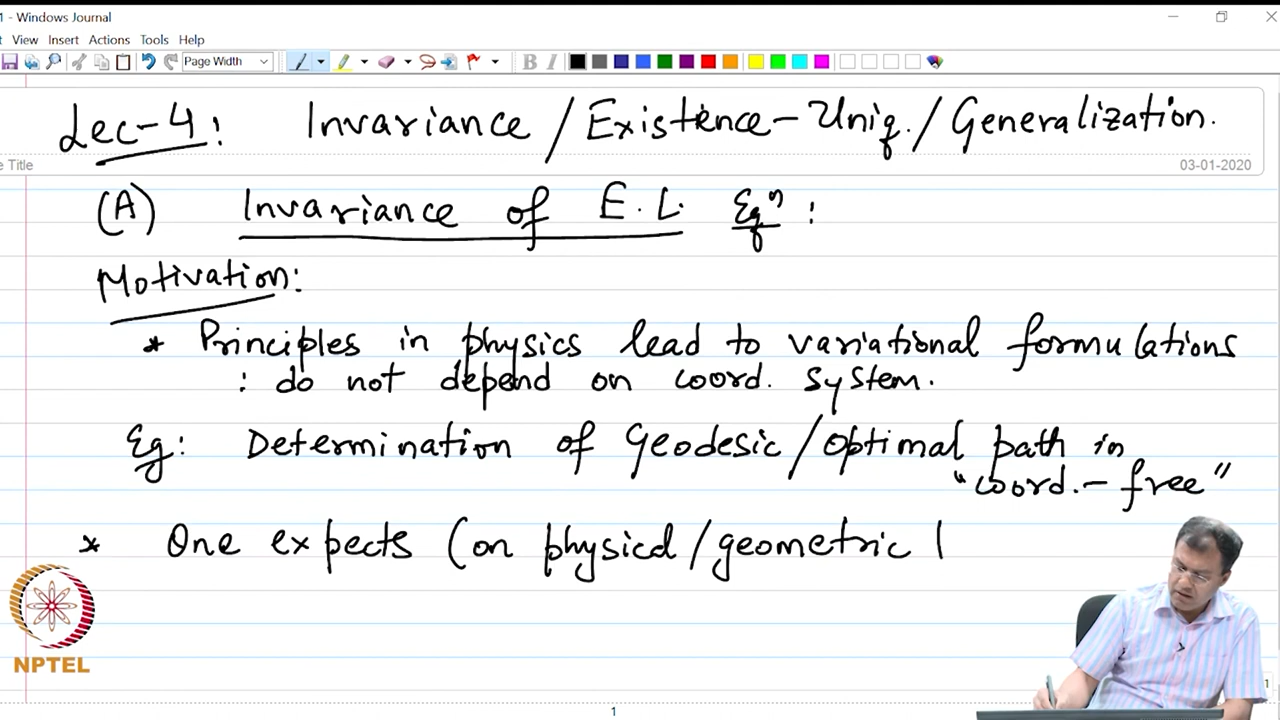 1 - Windows Journal
t View Insert Actions Tools Help
Page Width B I
Lec-4: Invariance / Existence - Uniq. / Generalization.
e Title
03-01-2020
(A) Invariance of E.L. Eqⁿ :
Motivation:
* Principles in physics lead to variational formulations
: do not depend on coord. system.
Eg: Determination of Geodesic / optimal path in
"coord. - free"
* One expects (on physical / geometric
NPTEL
1
1